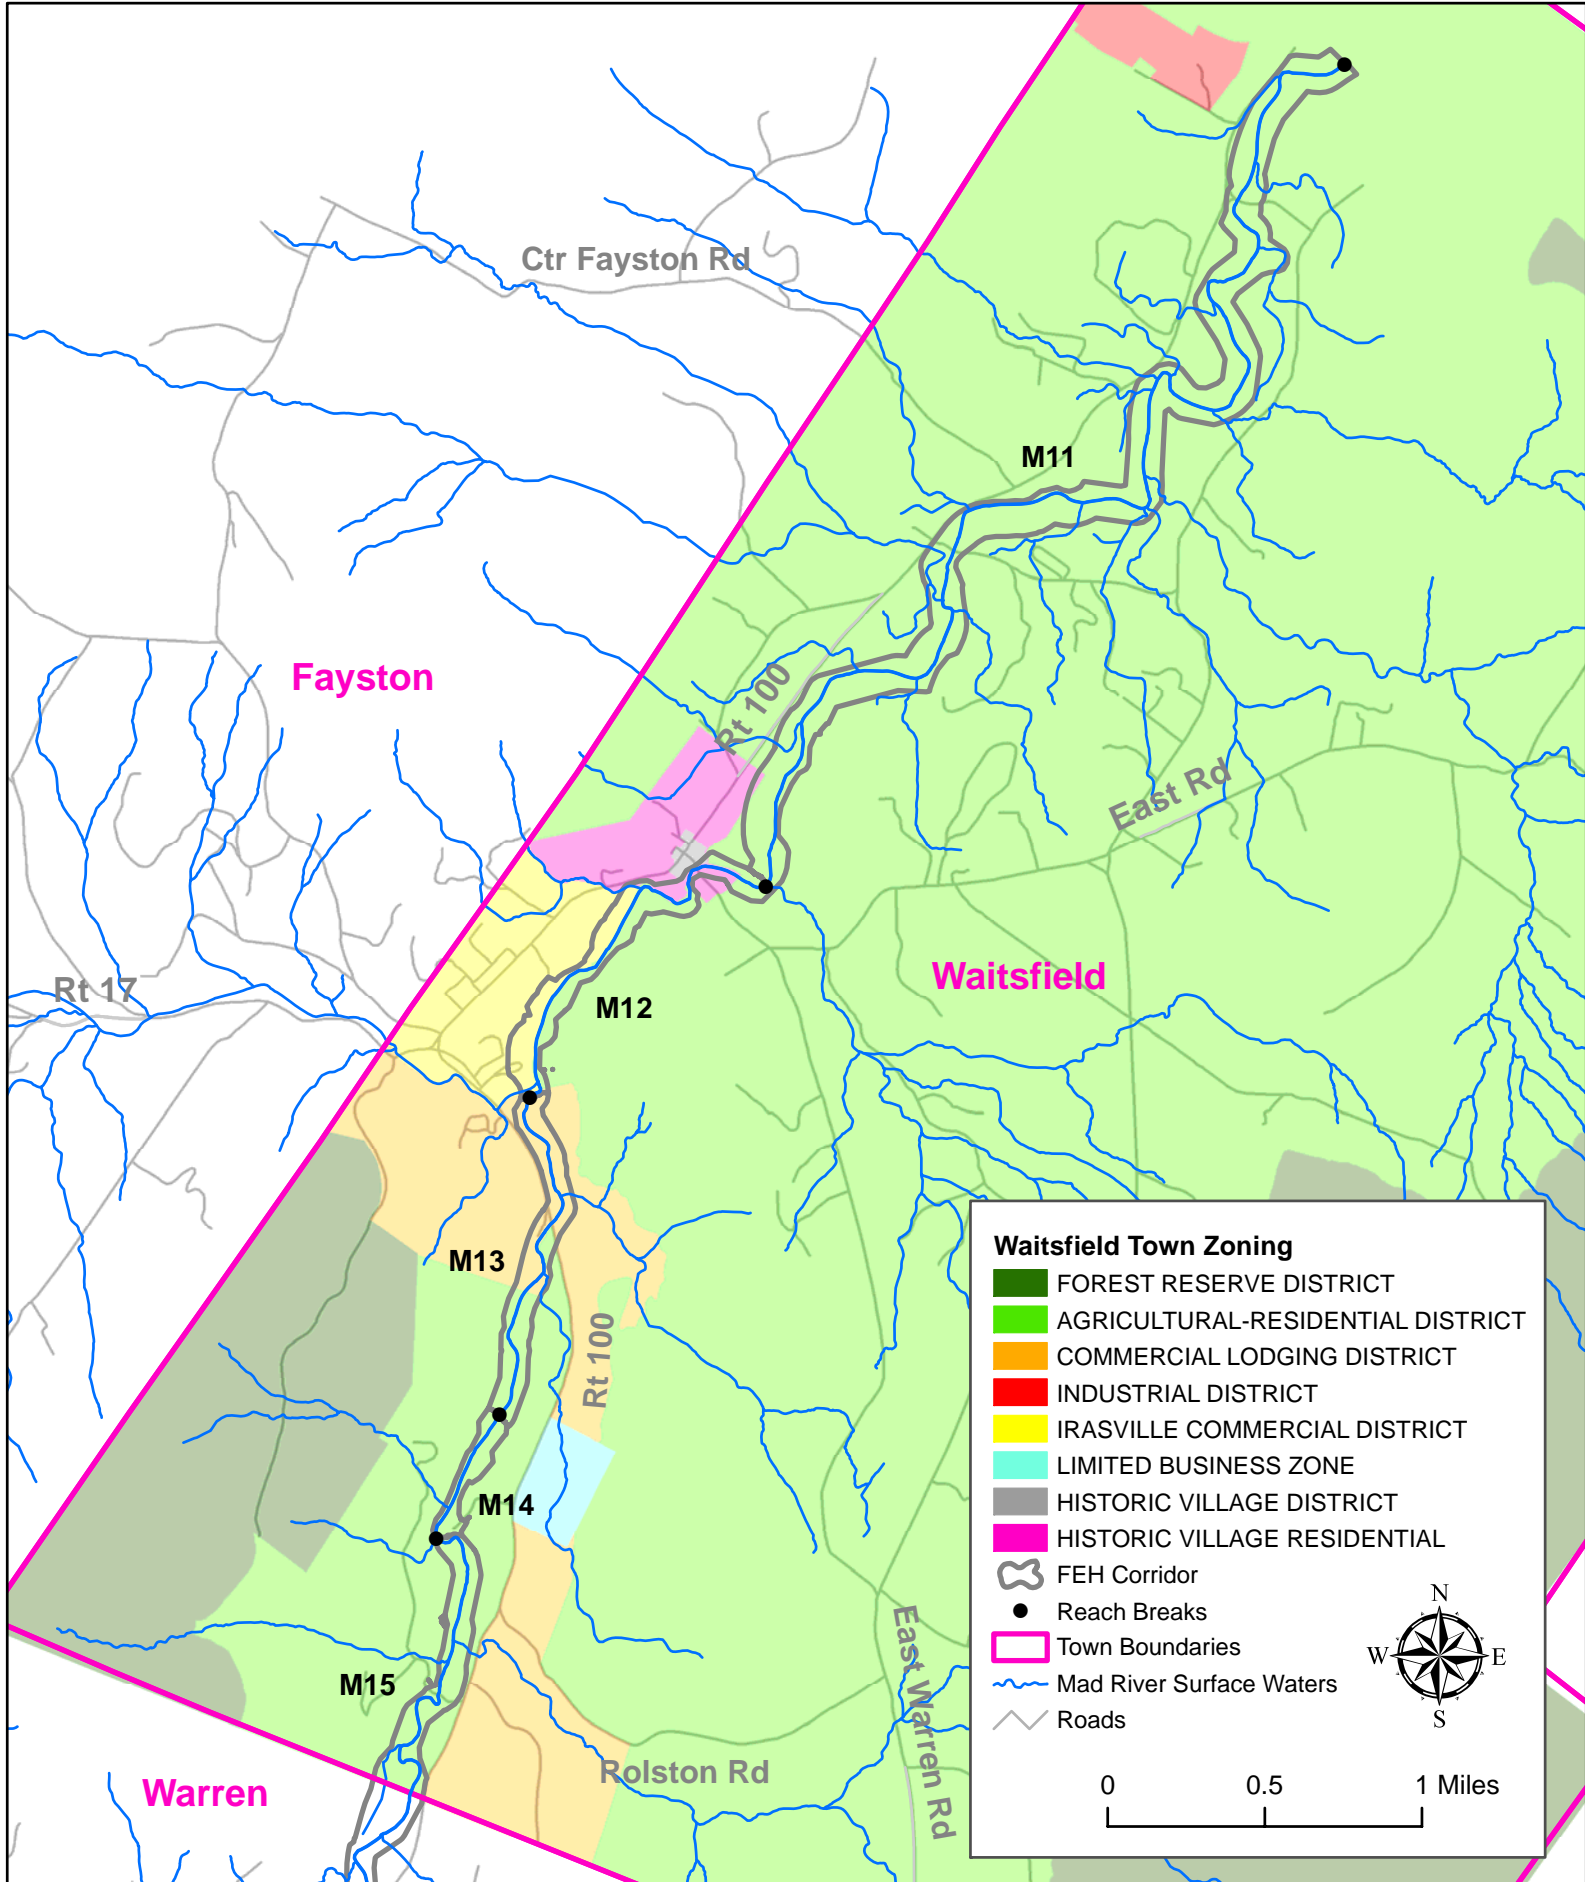 Ctr Fayston Rd
M11
Fayston
Rt 100
East Rd
Waitsfield
Rt 17
M12
M13
Rt 100
M14
M15
Warren
Rolston Rd
East Warren Rd
Waitsfield Town Zoning
FOREST RESERVE DISTRICT
AGRICULTURAL-RESIDENTIAL DISTRICT
COMMERCIAL LODGING DISTRICT
INDUSTRIAL DISTRICT
IRASVILLE COMMERCIAL DISTRICT
LIMITED BUSINESS ZONE
HISTORIC VILLAGE DISTRICT
HISTORIC VILLAGE RESIDENTIAL
FEH Corridor
Reach Breaks
Town Boundaries
Mad River Surface Waters
Roads
N
W E
S
0 0.5 1 Miles